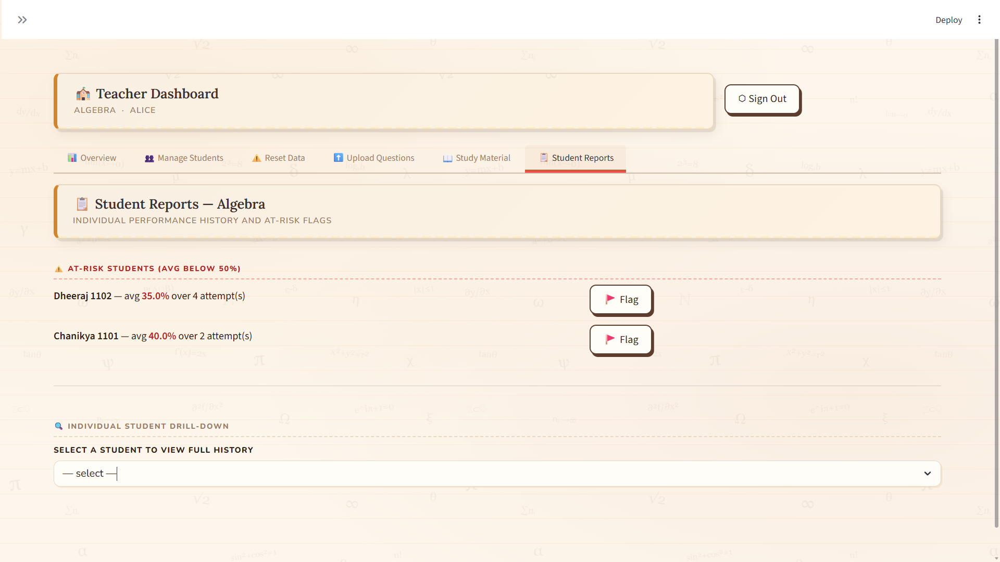 Deploy
Teacher Dashboard
ALGEBRA · ALICE
Sign Out
Overview
Manage Students
Reset Data
Upload Questions
Study Material
Student Reports
Student Reports — Algebra
INDIVIDUAL PERFORMANCE HISTORY AND AT-RISK FLAGS
AT-RISK STUDENTS (AVG BELOW 50%)
Dheeraj 1102 — avg 35.0% over 4 attempt(s)
Flag
Chanikya 1101 — avg 40.0% over 2 attempt(s)
Flag
INDIVIDUAL STUDENT DRILL-DOWN
SELECT A STUDENT TO VIEW FULL HISTORY
— select —